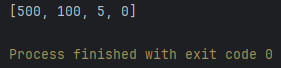 [500, 100, 5, 0]
Process finished with exit code 0